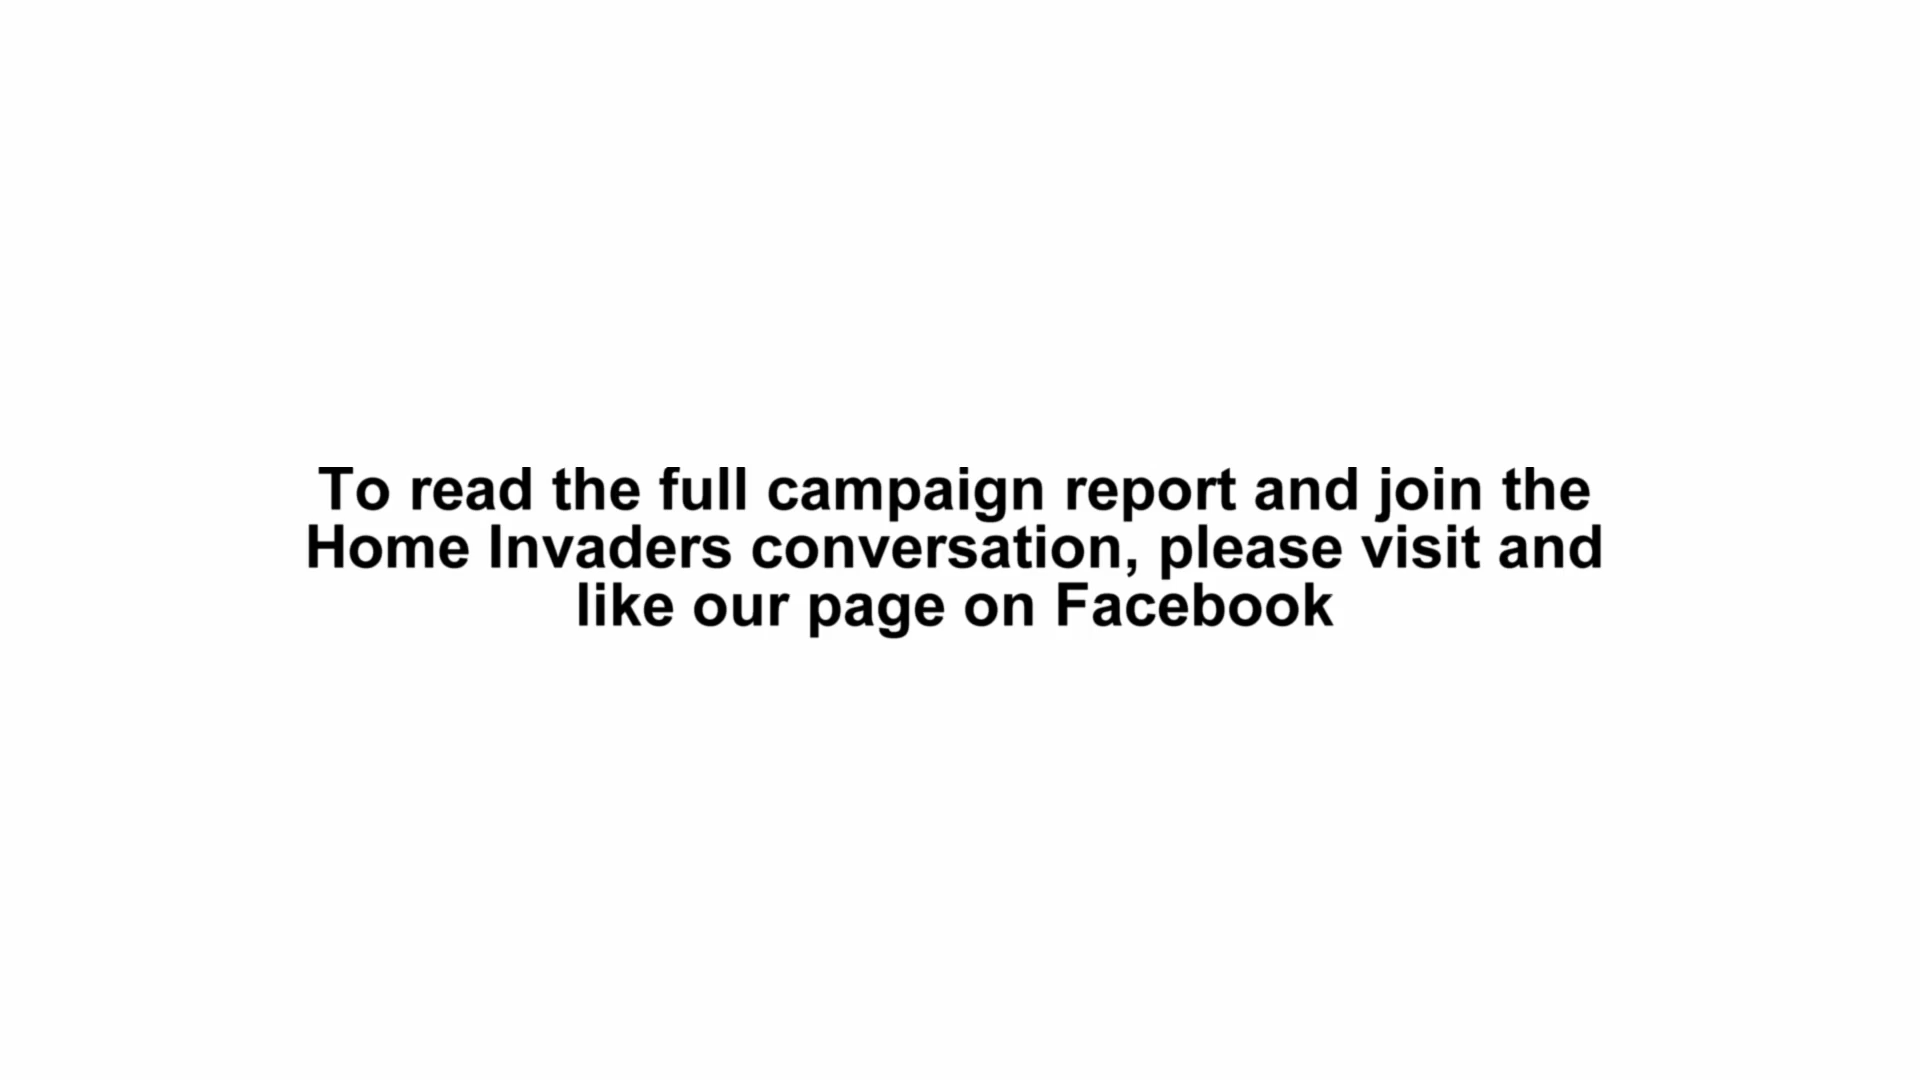 To read the full campaign report and join the
Home Invaders conversation, please visit and
like our page on Facebook